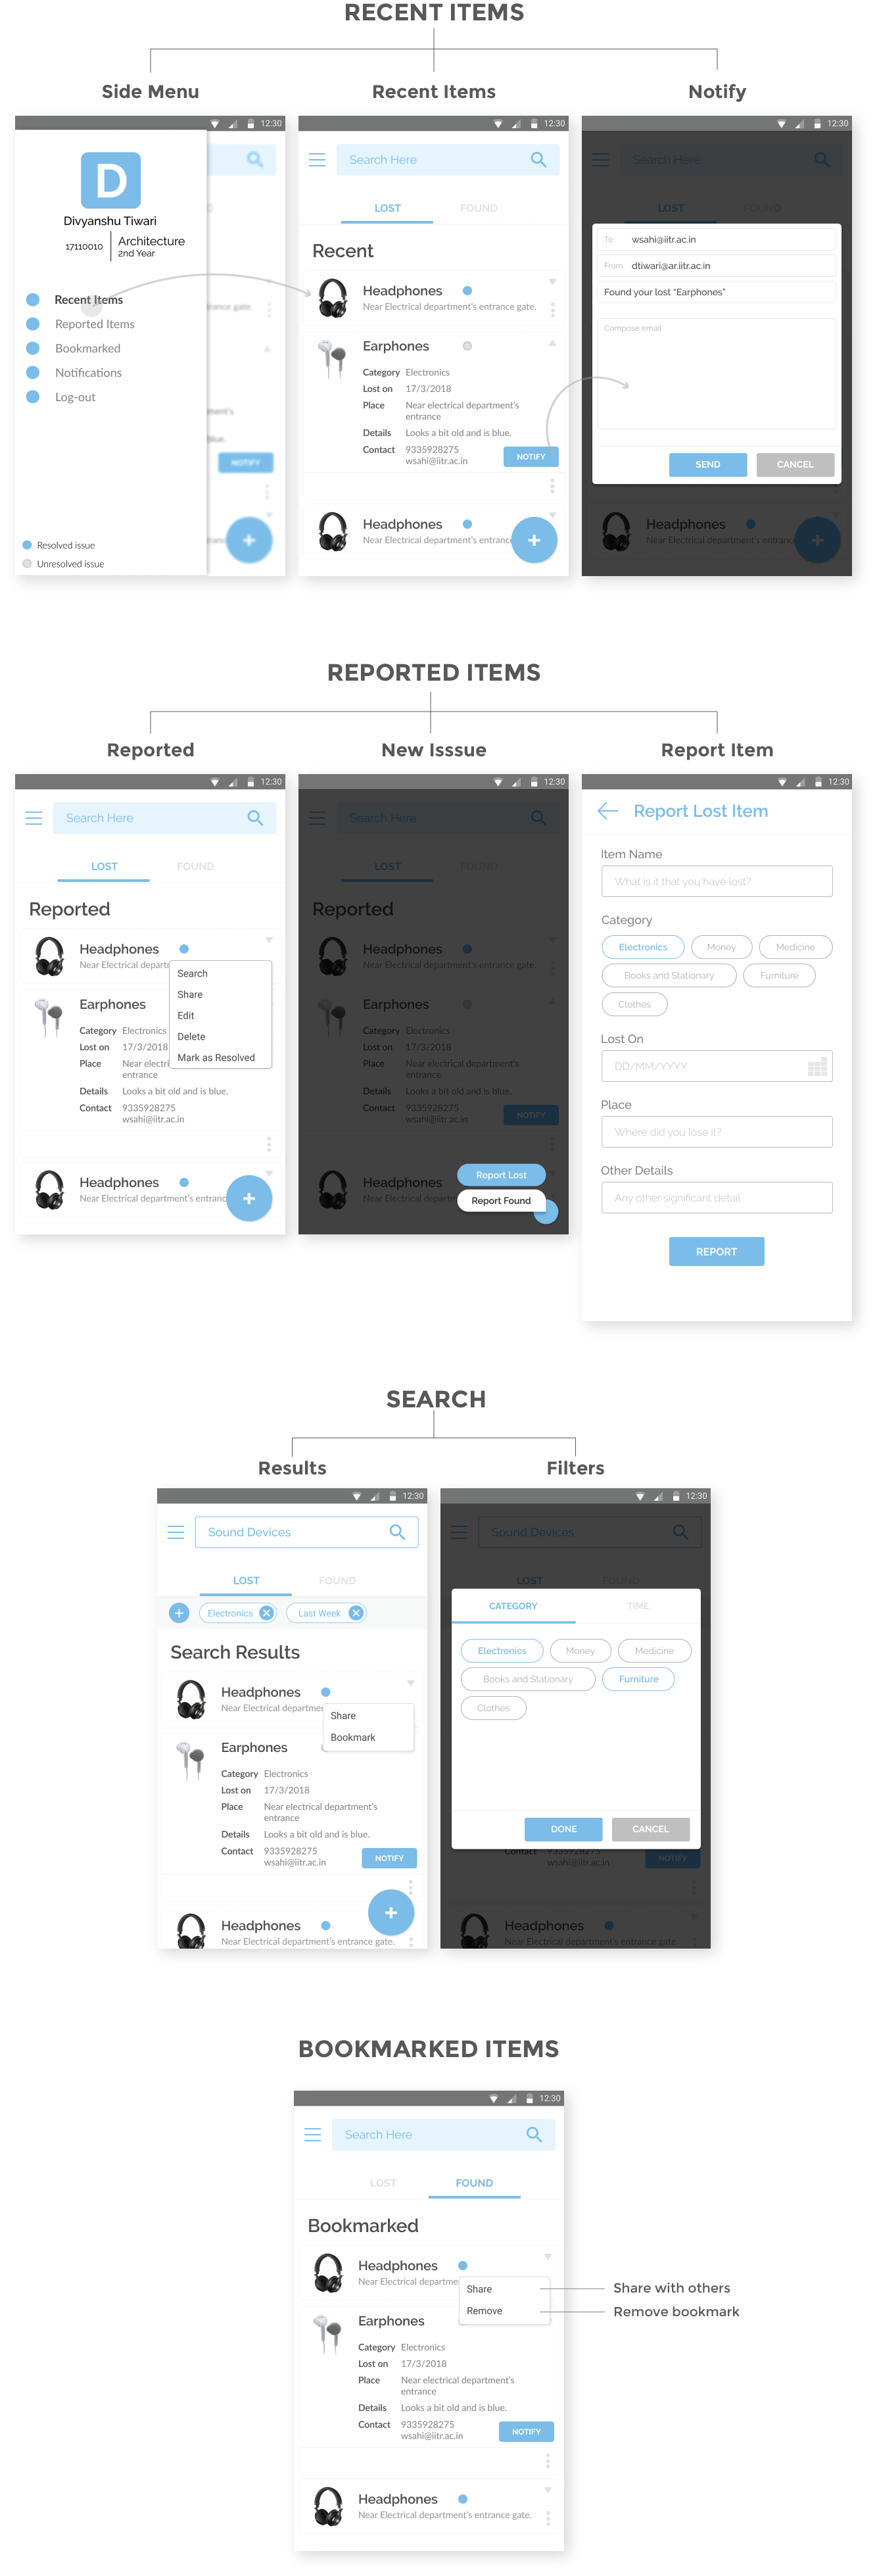 RECENT ITEMS
Side Menu
Recent Items
Notify
12:30
D
Divyanshu Tiwari
17110010
Architecture
2nd Year
Recent Items
Reported Items
Bookmarked
Notifications
Log-out
Resolved issue
Unresolved issue
rance gate.
NOTIFY
+
12:30
Search Here
LOST
FOUND
Recent
Headphones
Near Electrical department's entrance gate.
Earphones
Category Electronics
Lost on 17/3/2018
Place Near electrical department's
entrance
Details Looks a bit old and is blue.
Contact 9335928275
wsahi@iitr.ac.in
NOTIFY
Headphones
Near Electrical department's entranc
+
12:30
Search Here
LOST
FOUND
To wsahi@iitr.ac.in
From dtiwari@ar.iitr.ac.in
Found your lost "Earphones"
Compose email
SEND
CANCEL
Headphones
Near Electrical department's entranc
+
REPORTED ITEMS
Reported
New Isssue
Report Item
12:30
Search Here
LOST
FOUND
Reported
Headphones
Near Electrical departm
Search
Share
Edit
Delete
Mark as Resolved
Earphones
Category Electronics
Lost on 17/3/2018
Place Near electri
entrance
Details Looks a bit old and is blue.
Contact 9335928275
wsahi@iitr.ac.in
Headphones
Near Electrical department's entranc
+
12:30
Search Here
LOST
FOUND
Reported
Headphones
Near Electrical department's entrance gate.
Earphones
Category Electronics
Lost on 17/3/2018
Place Near electrical department's
entrance
Details Looks a bit old and is blue.
Contact 9335928275
wsahi@iitr.ac.in
NOTIFY
Headphones
Near Electrical departm
Report Lost
Report Found
12:30
Report Lost Item
Item Name
What is it that you have lost?
Category
Electronics
Money
Medicine
Books and Stationary
Furniture
Clothes
Lost On
DD/MM/YYYY
Place
Where did you lose it?
Other Details
Any other significant detail
REPORT
SEARCH
Results
Filters
12:30
Sound Devices
LOST
FOUND
+
Electronics
Last Week
Search Results
Headphones
Near Electrical departme
Share
Bookmark
Earphones
Category Electronics
Lost on 17/3/2018
Place Near electrical department's
entrance
Details Looks a bit old and is blue.
Contact 9335928275
wsahi@iitr.ac.in
NOTIFY
+
Headphones
Near Electrical department's entrance gate.
12:30
Sound Devices
LOST
FOUND
CATEGORY
TIME
Electronics
Money
Medicine
Books and Stationary
Furniture
Clothes
DONE
CANCEL
Contact 9335928275
wsahi@iitr.ac.in
NOTIFY
Headphones
Near Electrical department's entrance gate.
BOOKMARKED ITEMS
12:30
Search Here
LOST
FOUND
Bookmarked
Headphones
Near Electrical departme
Share
Remove
Share with others
Remove bookmark
Earphones
Category Electronics
Lost on 17/3/2018
Place Near electrical department's
entrance
Details Looks a bit old and is blue.
Contact 9335928275
wsahi@iitr.ac.in
NOTIFY
Headphones
Near Electrical department's entrance gate.